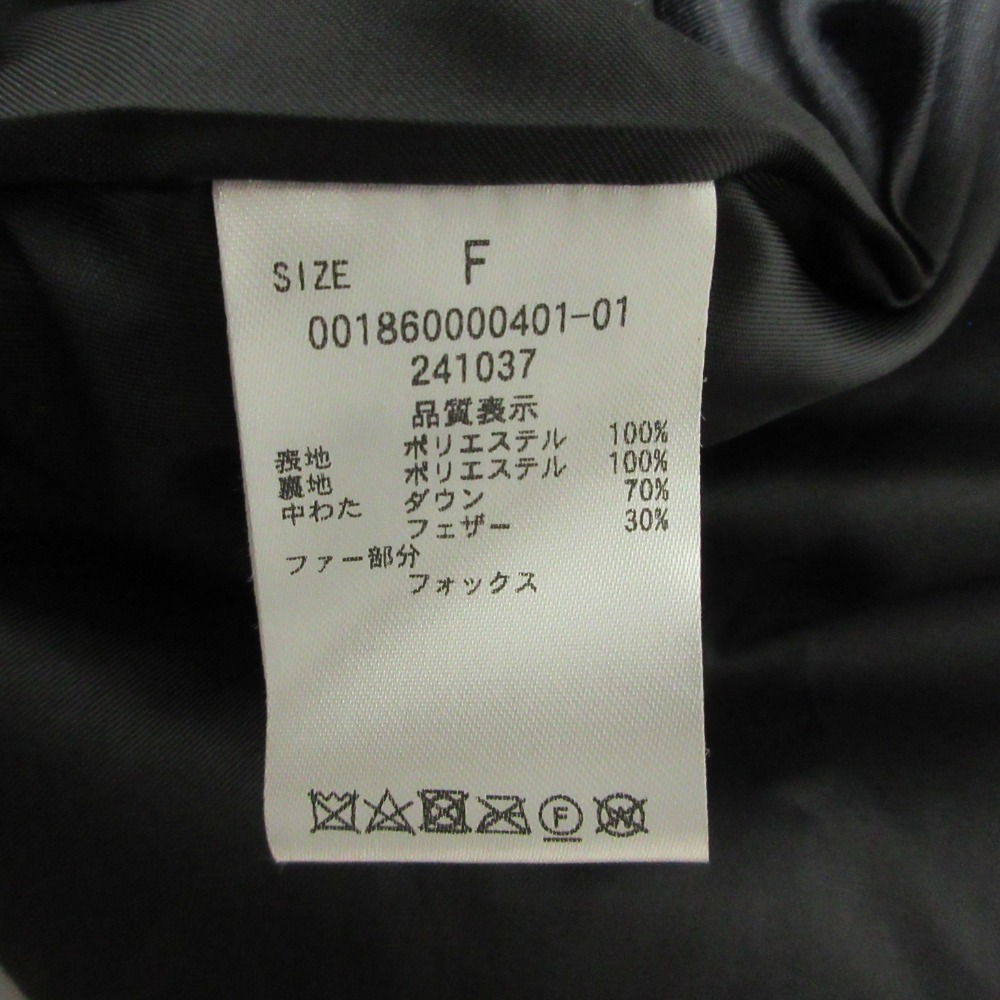 SIZE F
001860000401-01
241037
品質表示
表地 ポリエステル 100%
裏地 ポリエステル 100%
中わた ダウン 70%
フェザー 30%
ファー部分
フォックス
F W